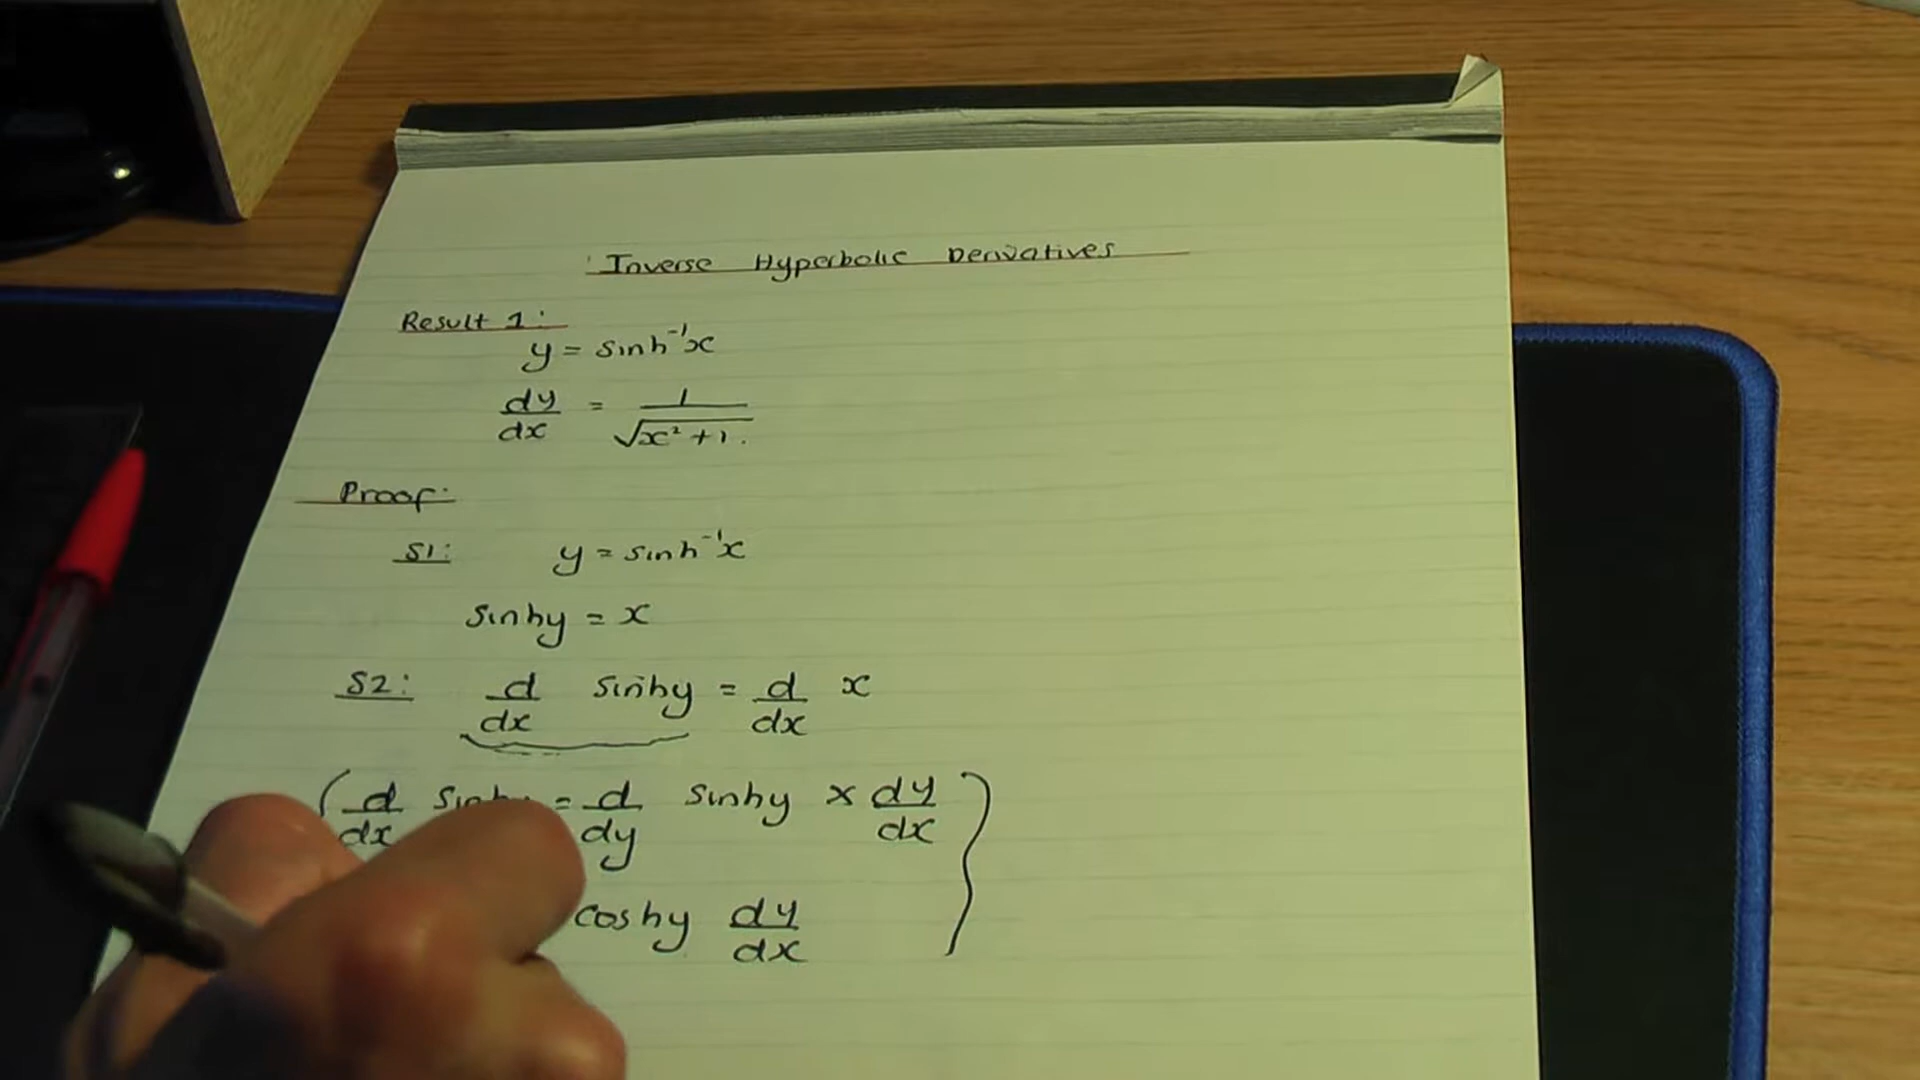 Inverse Hyperbolic Derivatives
Result 1:
y = sinh⁻¹x
dy/dx = 1/√(x² + 1).
Proof:
S1: y = sinh⁻¹x
sinhy = x
S2: d/dx sinhy = d/dx x
( d/dx = d/dy sinhy × dy/dx )
coshy dy/dx